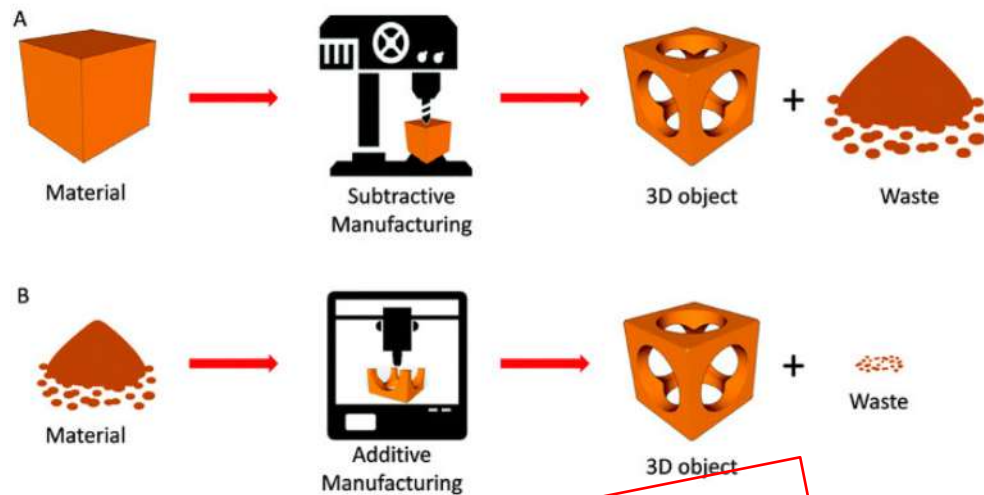 A
Material
Subtractive
Manufacturing
3D object
+
Waste
B
Material
Additive
Manufacturing
3D object
+
Waste